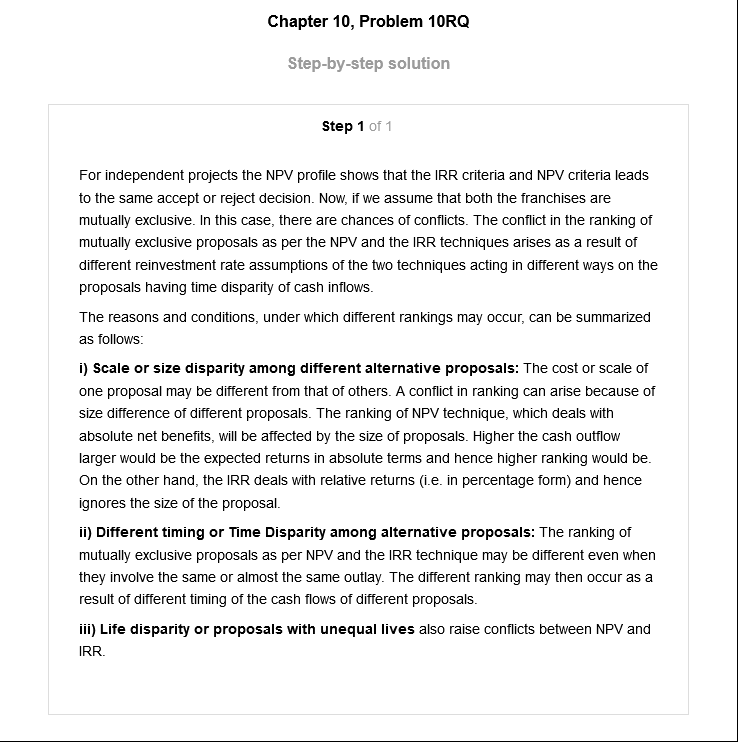 Chapter 10, Problem 10RQ
Step-by-step solution
Step 1 of 1
For independent projects the NPV profile shows that the IRR criteria and NPV criteria leads
to the same accept or reject decision. Now, if we assume that both the franchises are
mutually exclusive. In this case, there are chances of conflicts. The conflict in the ranking of
mutually exclusive proposals as per the NPV and the IRR techniques arises as a result of
different reinvestment rate assumptions of the two techniques acting in different ways on the
proposals having time disparity of cash inflows.
The reasons and conditions, under which different rankings may occur, can be summarized
as follows:
i) Scale or size disparity among different alternative proposals: The cost or scale of
one proposal may be different from that of others. A conflict in ranking can arise because of
size difference of different proposals. The ranking of NPV technique, which deals with
absolute net benefits, will be affected by the size of proposals. Higher the cash outflow
larger would be the expected returns in absolute terms and hence higher ranking would be.
On the other hand, the IRR deals with relative returns (i.e. in percentage form) and hence
ignores the size of the proposal.
ii) Different timing or Time Disparity among alternative proposals: The ranking of
mutually exclusive proposals as per NPV and the IRR technique may be different even when
they involve the same or almost the same outlay. The different ranking may then occur as a
result of different timing of the cash flows of different proposals.
iii) Life disparity or proposals with unequal lives also raise conflicts between NPV and
IRR.